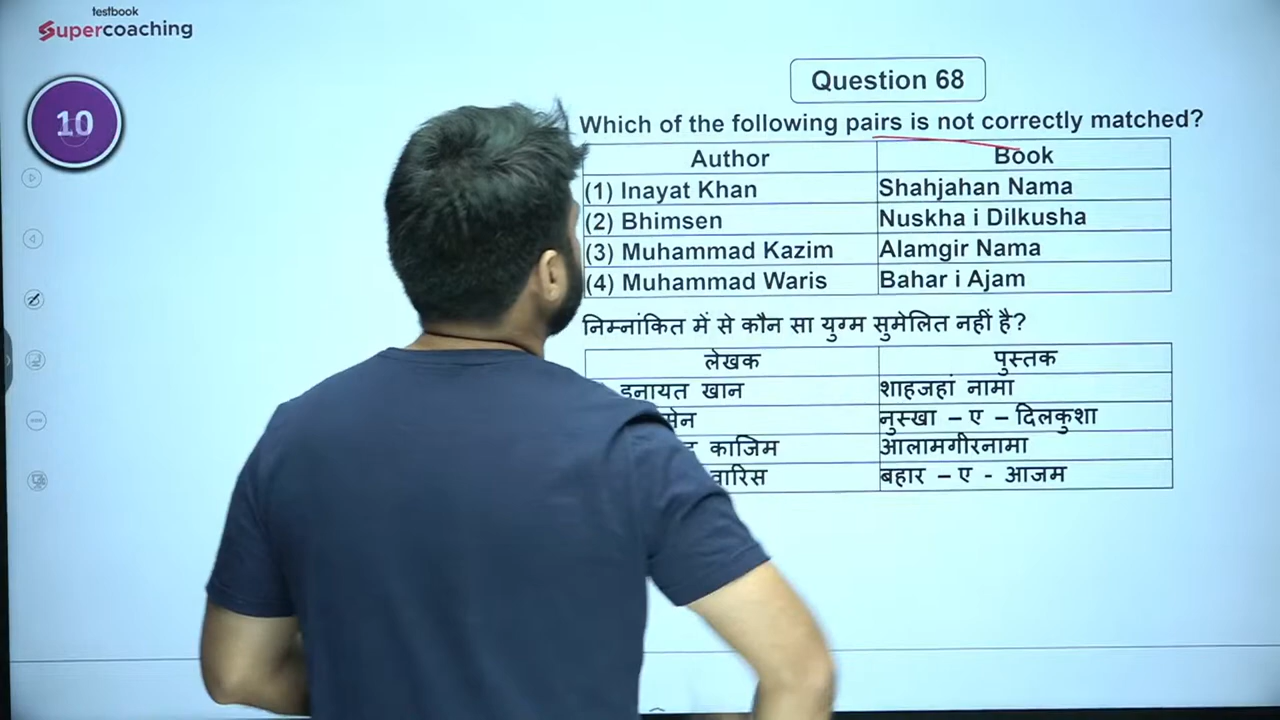 testbook
Supercoaching
10
Question 68
Which of the following pairs is not correctly matched?
Author Book
(1) Inayat Khan Shahjahan Nama
(2) Bhimsen Nuskha i Dilkusha
(3) Muhammad Kazim Alamgir Nama
(4) Muhammad Waris Bahar i Ajam
निम्नांकित में से कौन सा युग्म सुमेलित नहीं है?
लेखक पुस्तक
इनायत खान शाहजहां नामा
नुस्खा – ए – दिलकुशा
काजिम आलामगीरनामा
वारिस बहार – ए - आजम